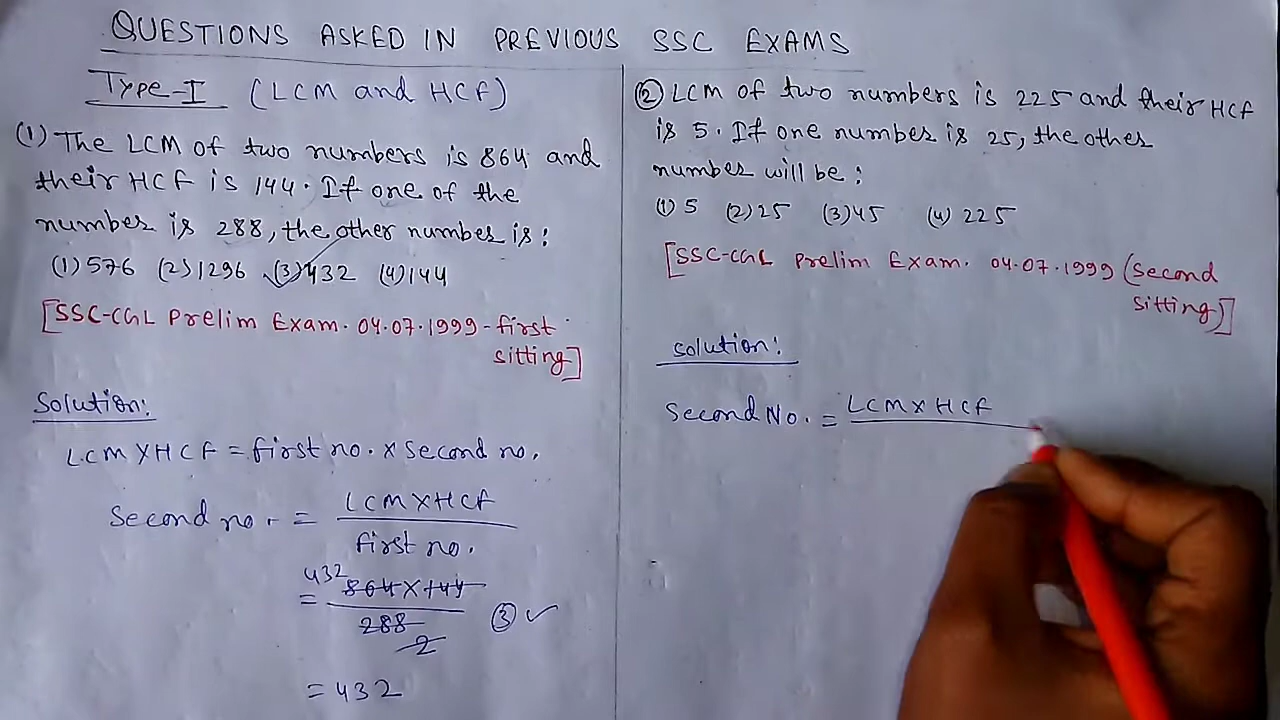 QUESTIONS ASKED IN PREVIOUS SSC EXAMS
Type-I (LCM and HCF)
(1) The LCM of two numbers is 864 and
their HCF is 144. If one of the
number is 288, the other number is:
(1) 576 (2) 1296 (3) 432 (4) 144
[SSC-CGL Prelim Exam. 04.07.1999-first
sitting]
Solution:
LCM X HCF = first no. x second no.
Second no. = LCM X HCF
first no.
432
= 864 X 144
288
2
③ ✓
= 432
② LCM of two numbers is 225 and their HCF
is 5. If one number is 25, the other
number will be:
(1) 5 (2) 25 (3) 45 (4) 225
[SSC-CGL Prelim Exam. 04.07.1999 (second
sitting)]
solution:
Second No. = LCM X HCF